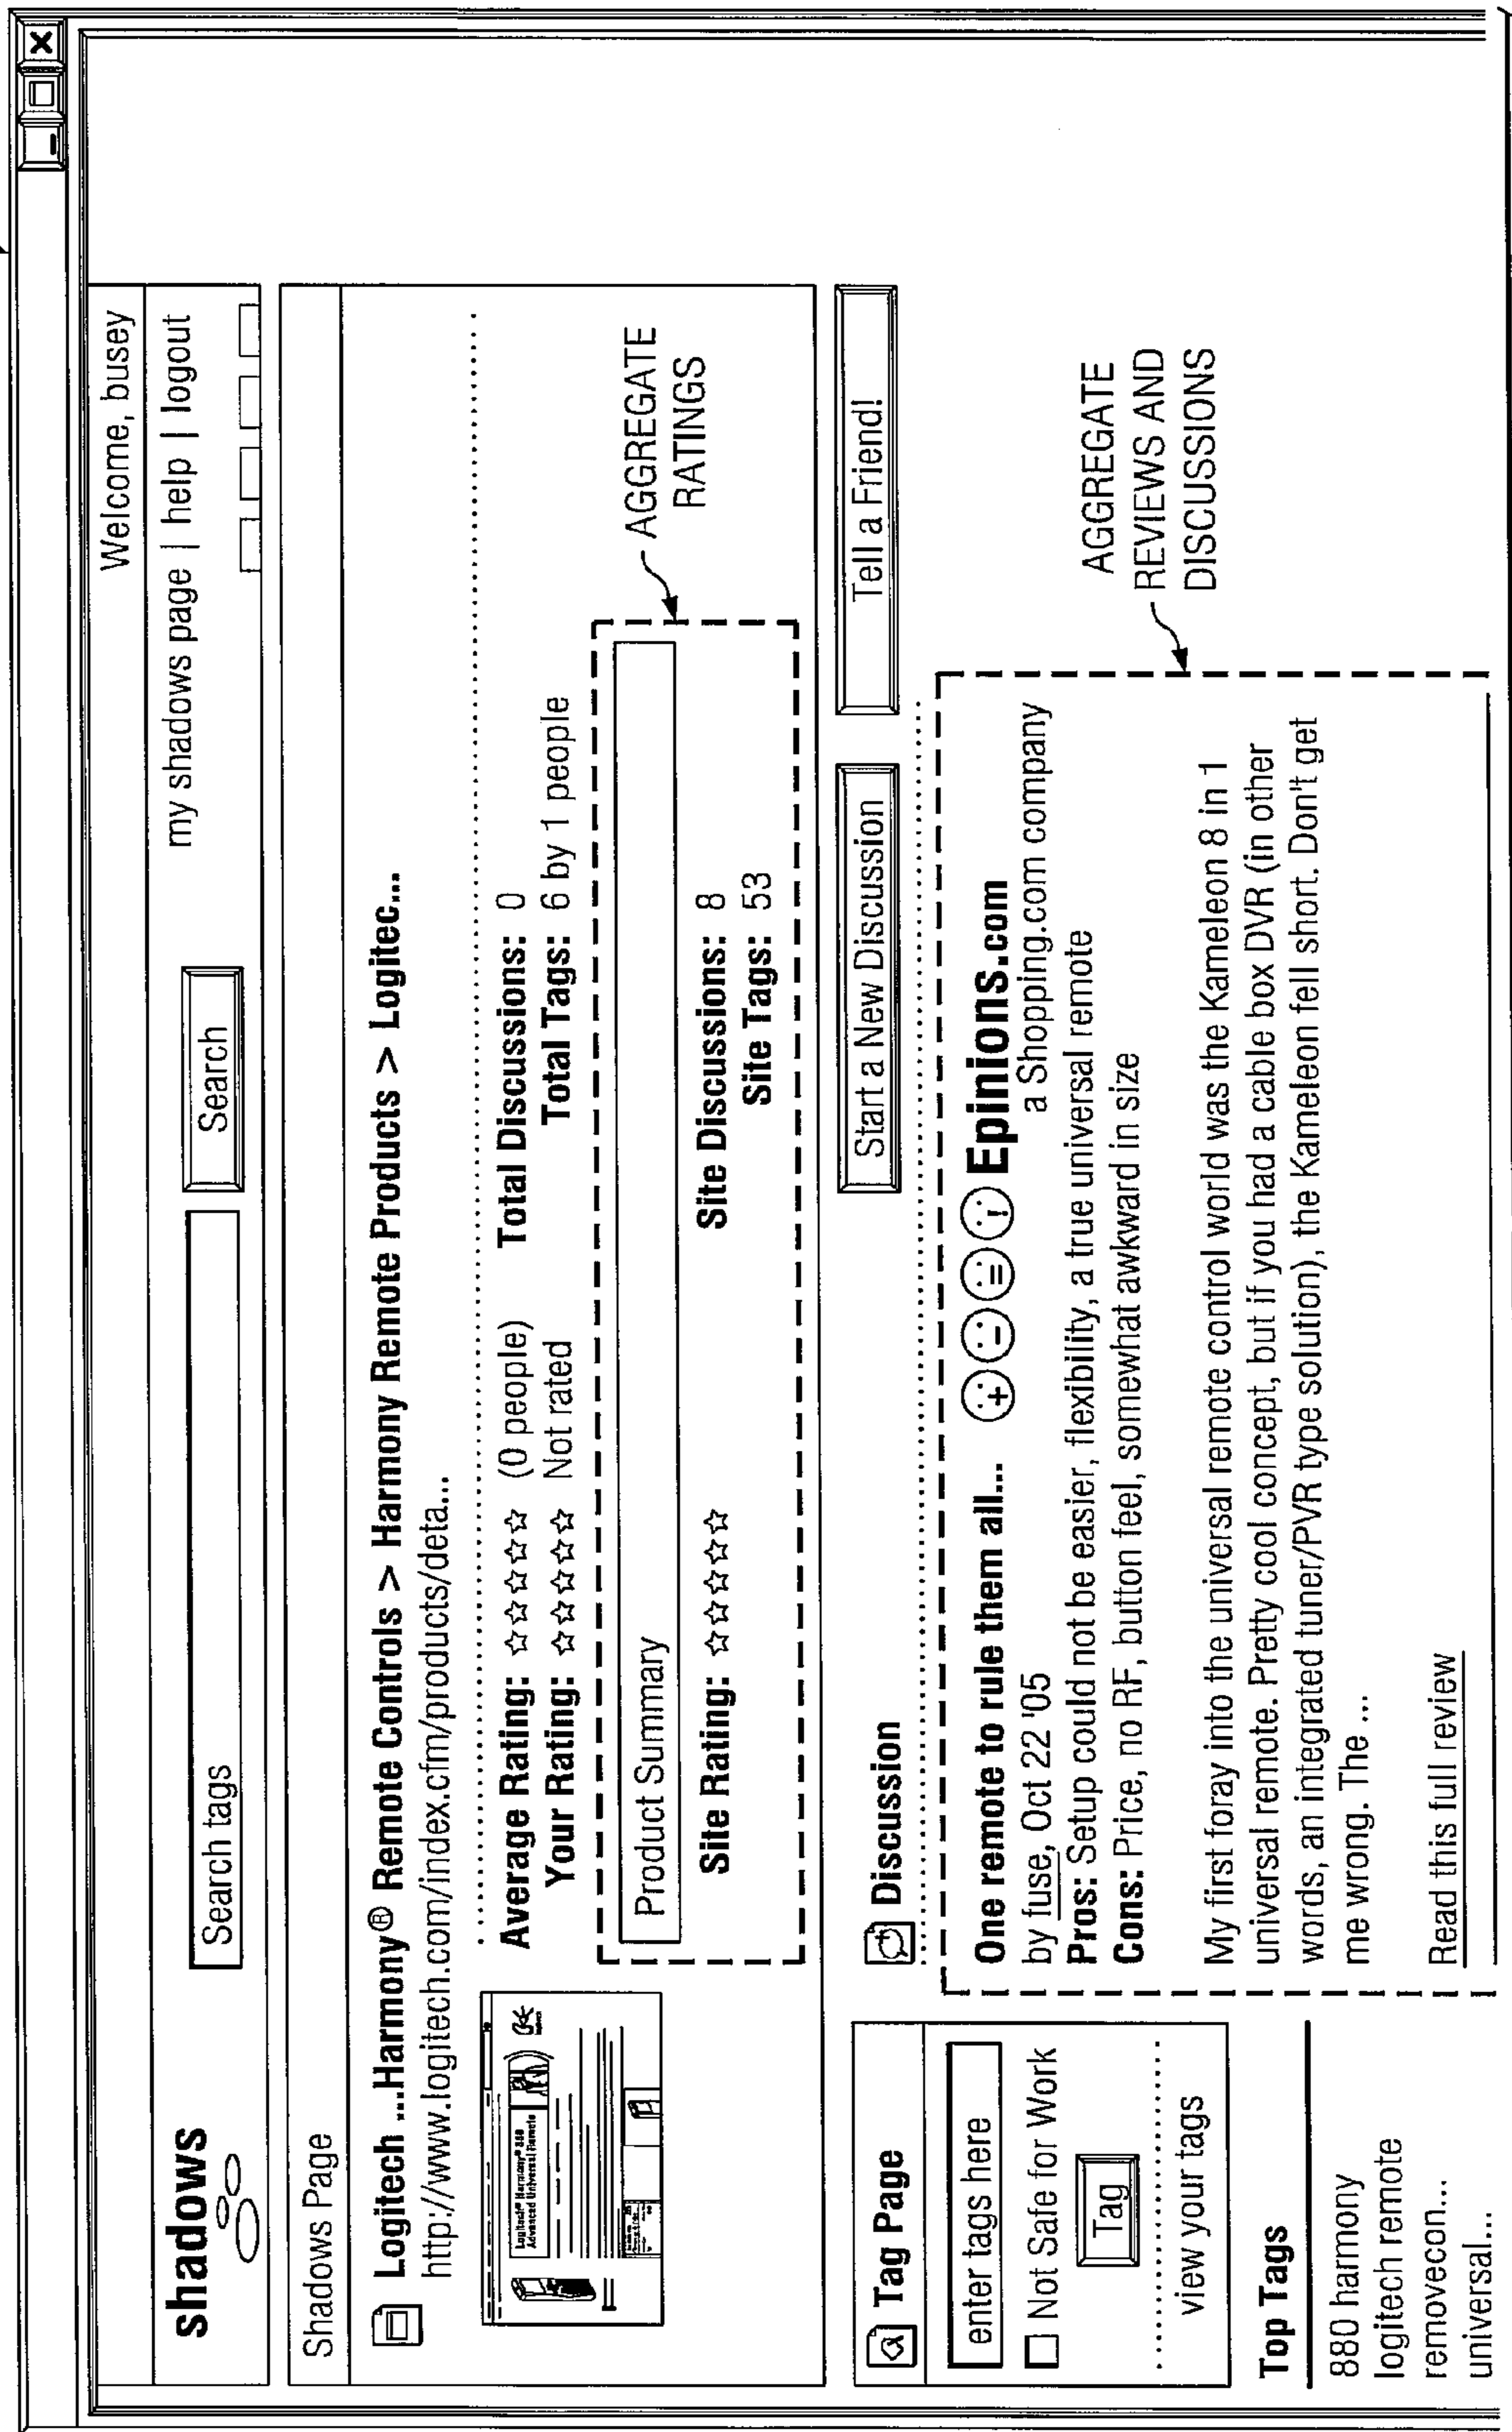 Welcome, busey
shadows
Search tags
Search
my shadows page | help | logout
Shadows Page
Logitech ...Harmony® Remote Controls > Harmony Remote Products > Logitec...
http://www.logitech.com/index.cfm/products/deta...
Logitech® Harmony®
Advanced Universal Remote
Average Rating: ☆☆☆☆☆ (0 people) Total Discussions: 0
Your Rating: ☆☆☆☆☆ Not rated Total Tags: 6 by 1 people
Product Summary
Site Rating: ☆☆☆☆☆ Site Discussions: 8
Site Tags: 53
AGGREGATE
RATINGS
Tag Page
enter tags here
Not Safe for Work
Tag
view your tags
Top Tags
880 harmony
logitech remote
removecon...
universal...
Discussion
Start a New Discussion
Tell a Friend!
One remote to rule them all... Epinions.com
a Shopping.com company
by fuse, Oct 22 '05
Pros: Setup could not be easier, flexibility, a true universal remote
Cons: Price, no RF, button feel, somewhat awkward in size
My first foray into the universal remote control world was the Kameleon 8 in 1
universal remote. Pretty cool concept, but if you had a cable box DVR (in other
words, an integrated tuner/PVR type solution), the Kameleon fell short. Don't get
me wrong. The ...
Read this full review
AGGREGATE
REVIEWS AND
DISCUSSIONS